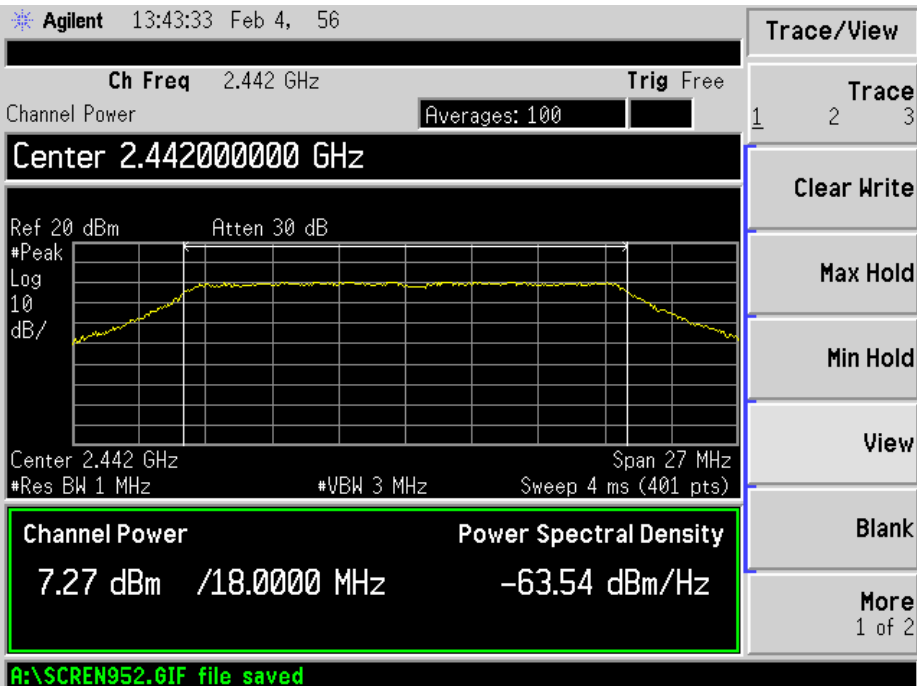 Agilent 13:43:33 Feb 4, 56
Trace/View
Ch Freq 2.442 GHz Trig Free
Channel Power Averages: 100
Trace
1 2 3
Center 2.442000000 GHz
Clear Write
Ref 20 dBm Atten 30 dB
#Peak
Log
10
dB/
Max Hold
Min Hold
View
Center 2.442 GHz Span 27 MHz
#Res BW 1 MHz #VBW 3 MHz Sweep 4 ms (401 pts)
Channel Power Power Spectral Density
Blank
7.27 dBm /18.0000 MHz -63.54 dBm/Hz
More
1 of 2
A:\SCREN952.GIF file saved